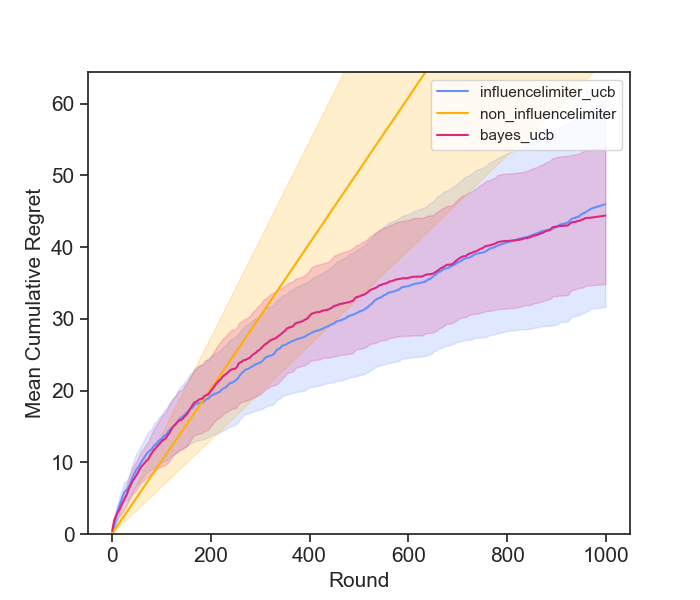 influencelimiter_ucb
non_influencelimiter
bayes_ucb
Mean Cumulative Regret
60
50
40
30
20
10
0
0 200 400 600 800 1000
Round